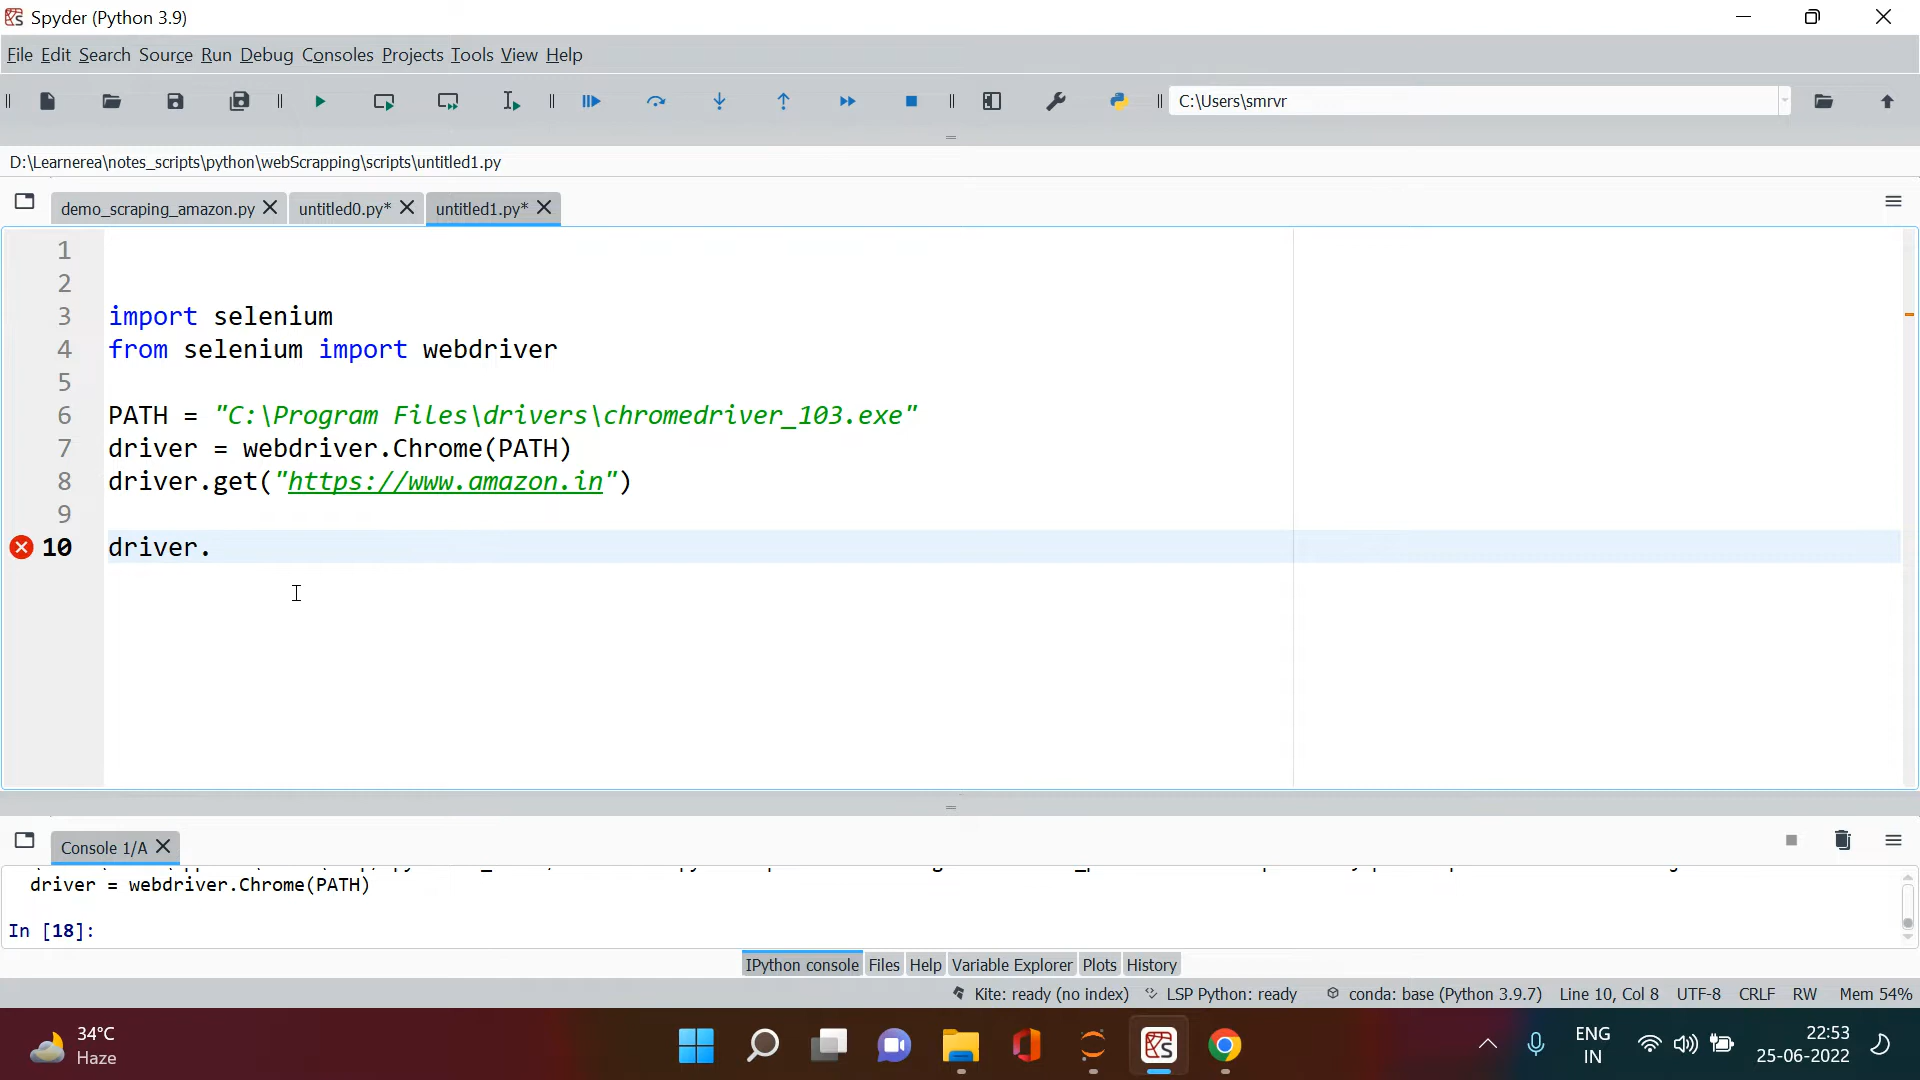 Spyder (Python 3.9)
File Edit Search Source Run Debug Consoles Projects Tools View Help
C:\Users\smrvr
D:\Learnerea\notes_scripts\python\webScrapping\scripts\untitled1.py
demo_scraping_amazon.py untitled0.py* untitled1.py*
1
2
3 import selenium
4 from selenium import webdriver
5
6 PATH = "C:\Program Files\drivers\chromedriver_103.exe"
7 driver = webdriver.Chrome(PATH)
8 driver.get("https://www.amazon.in")
9
10 driver.
Console 1/A
driver = webdriver.Chrome(PATH)
In [18]:
IPython console Files Help Variable Explorer Plots History
Kite: ready (no index) LSP Python: ready conda: base (Python 3.9.7) Line 10, Col 8 UTF-8 CRLF RW Mem 54%
34°C
Haze
ENG
IN
22:53
25-06-2022